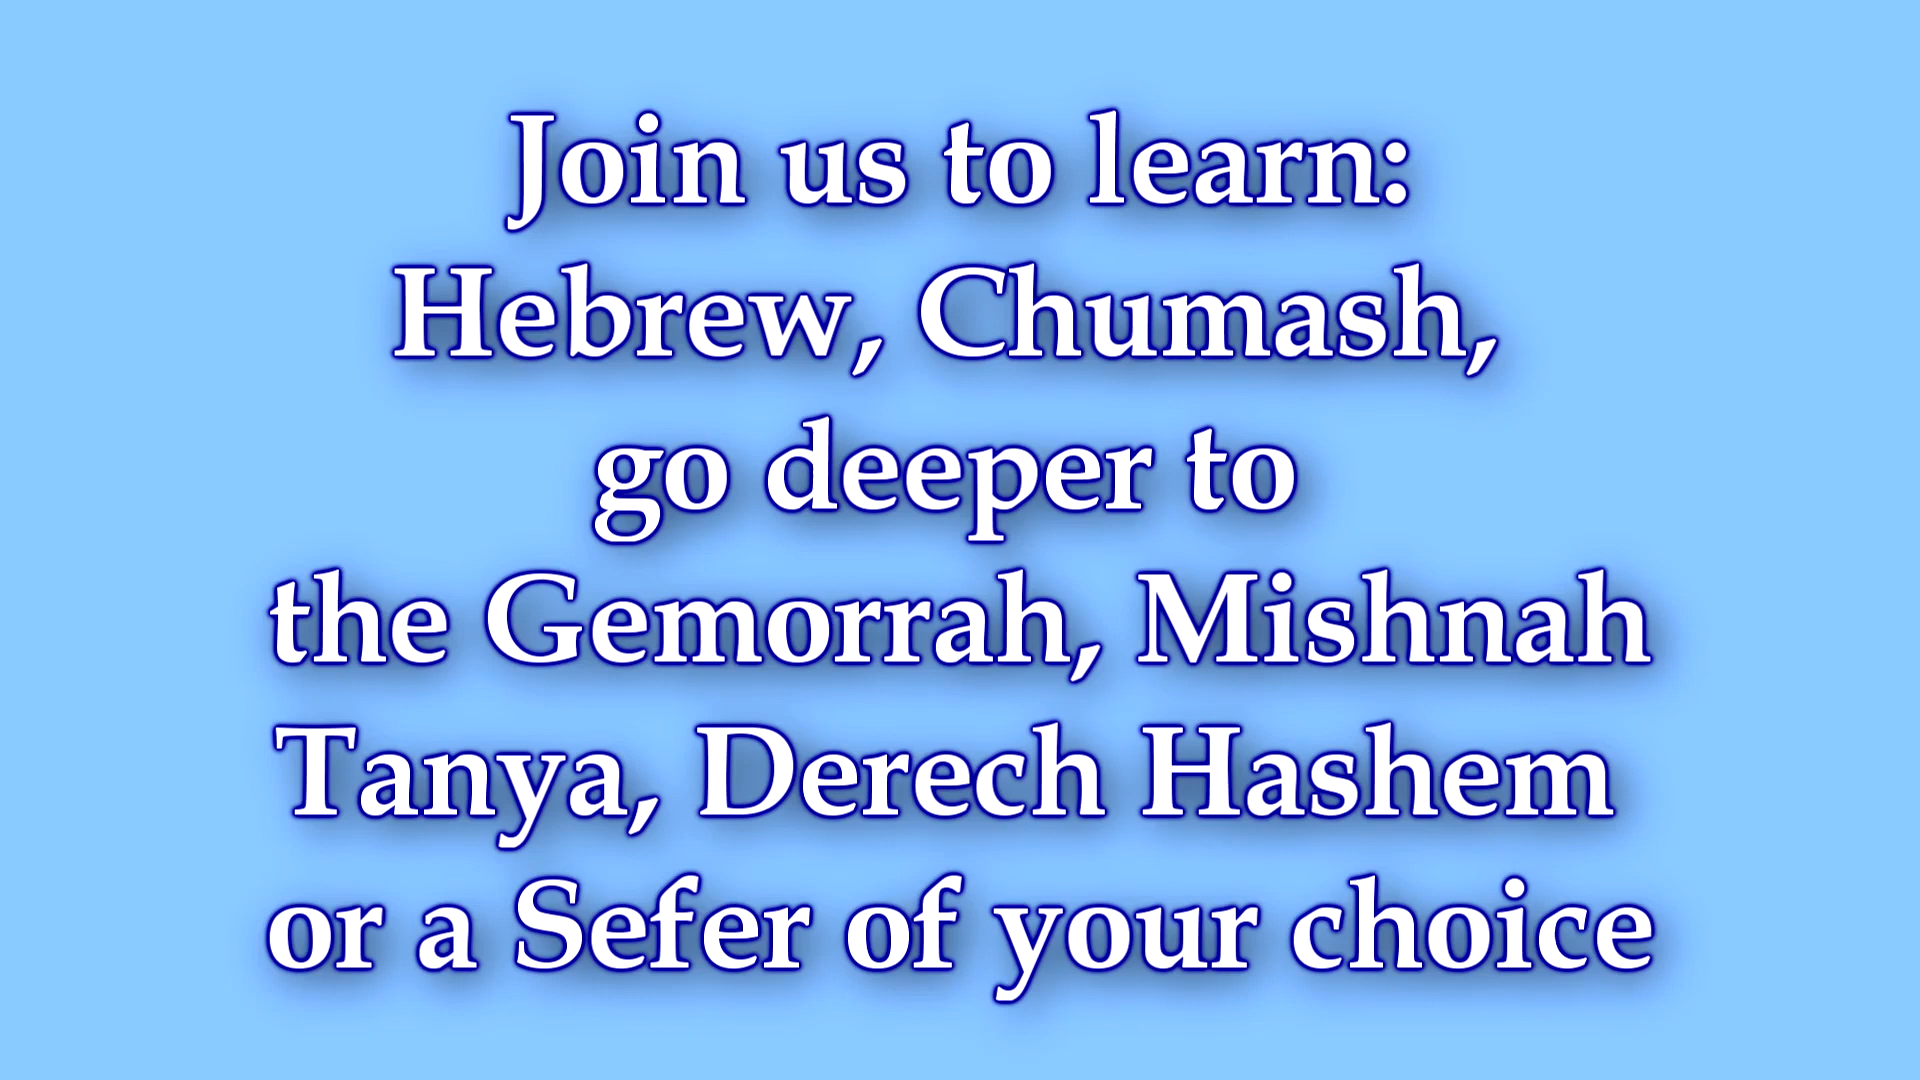 Join us to learn:
Hebrew, Chumash,
go deeper to
the Gemorrah, Mishnah
Tanya, Derech Hashem
or a Sefer of your choice